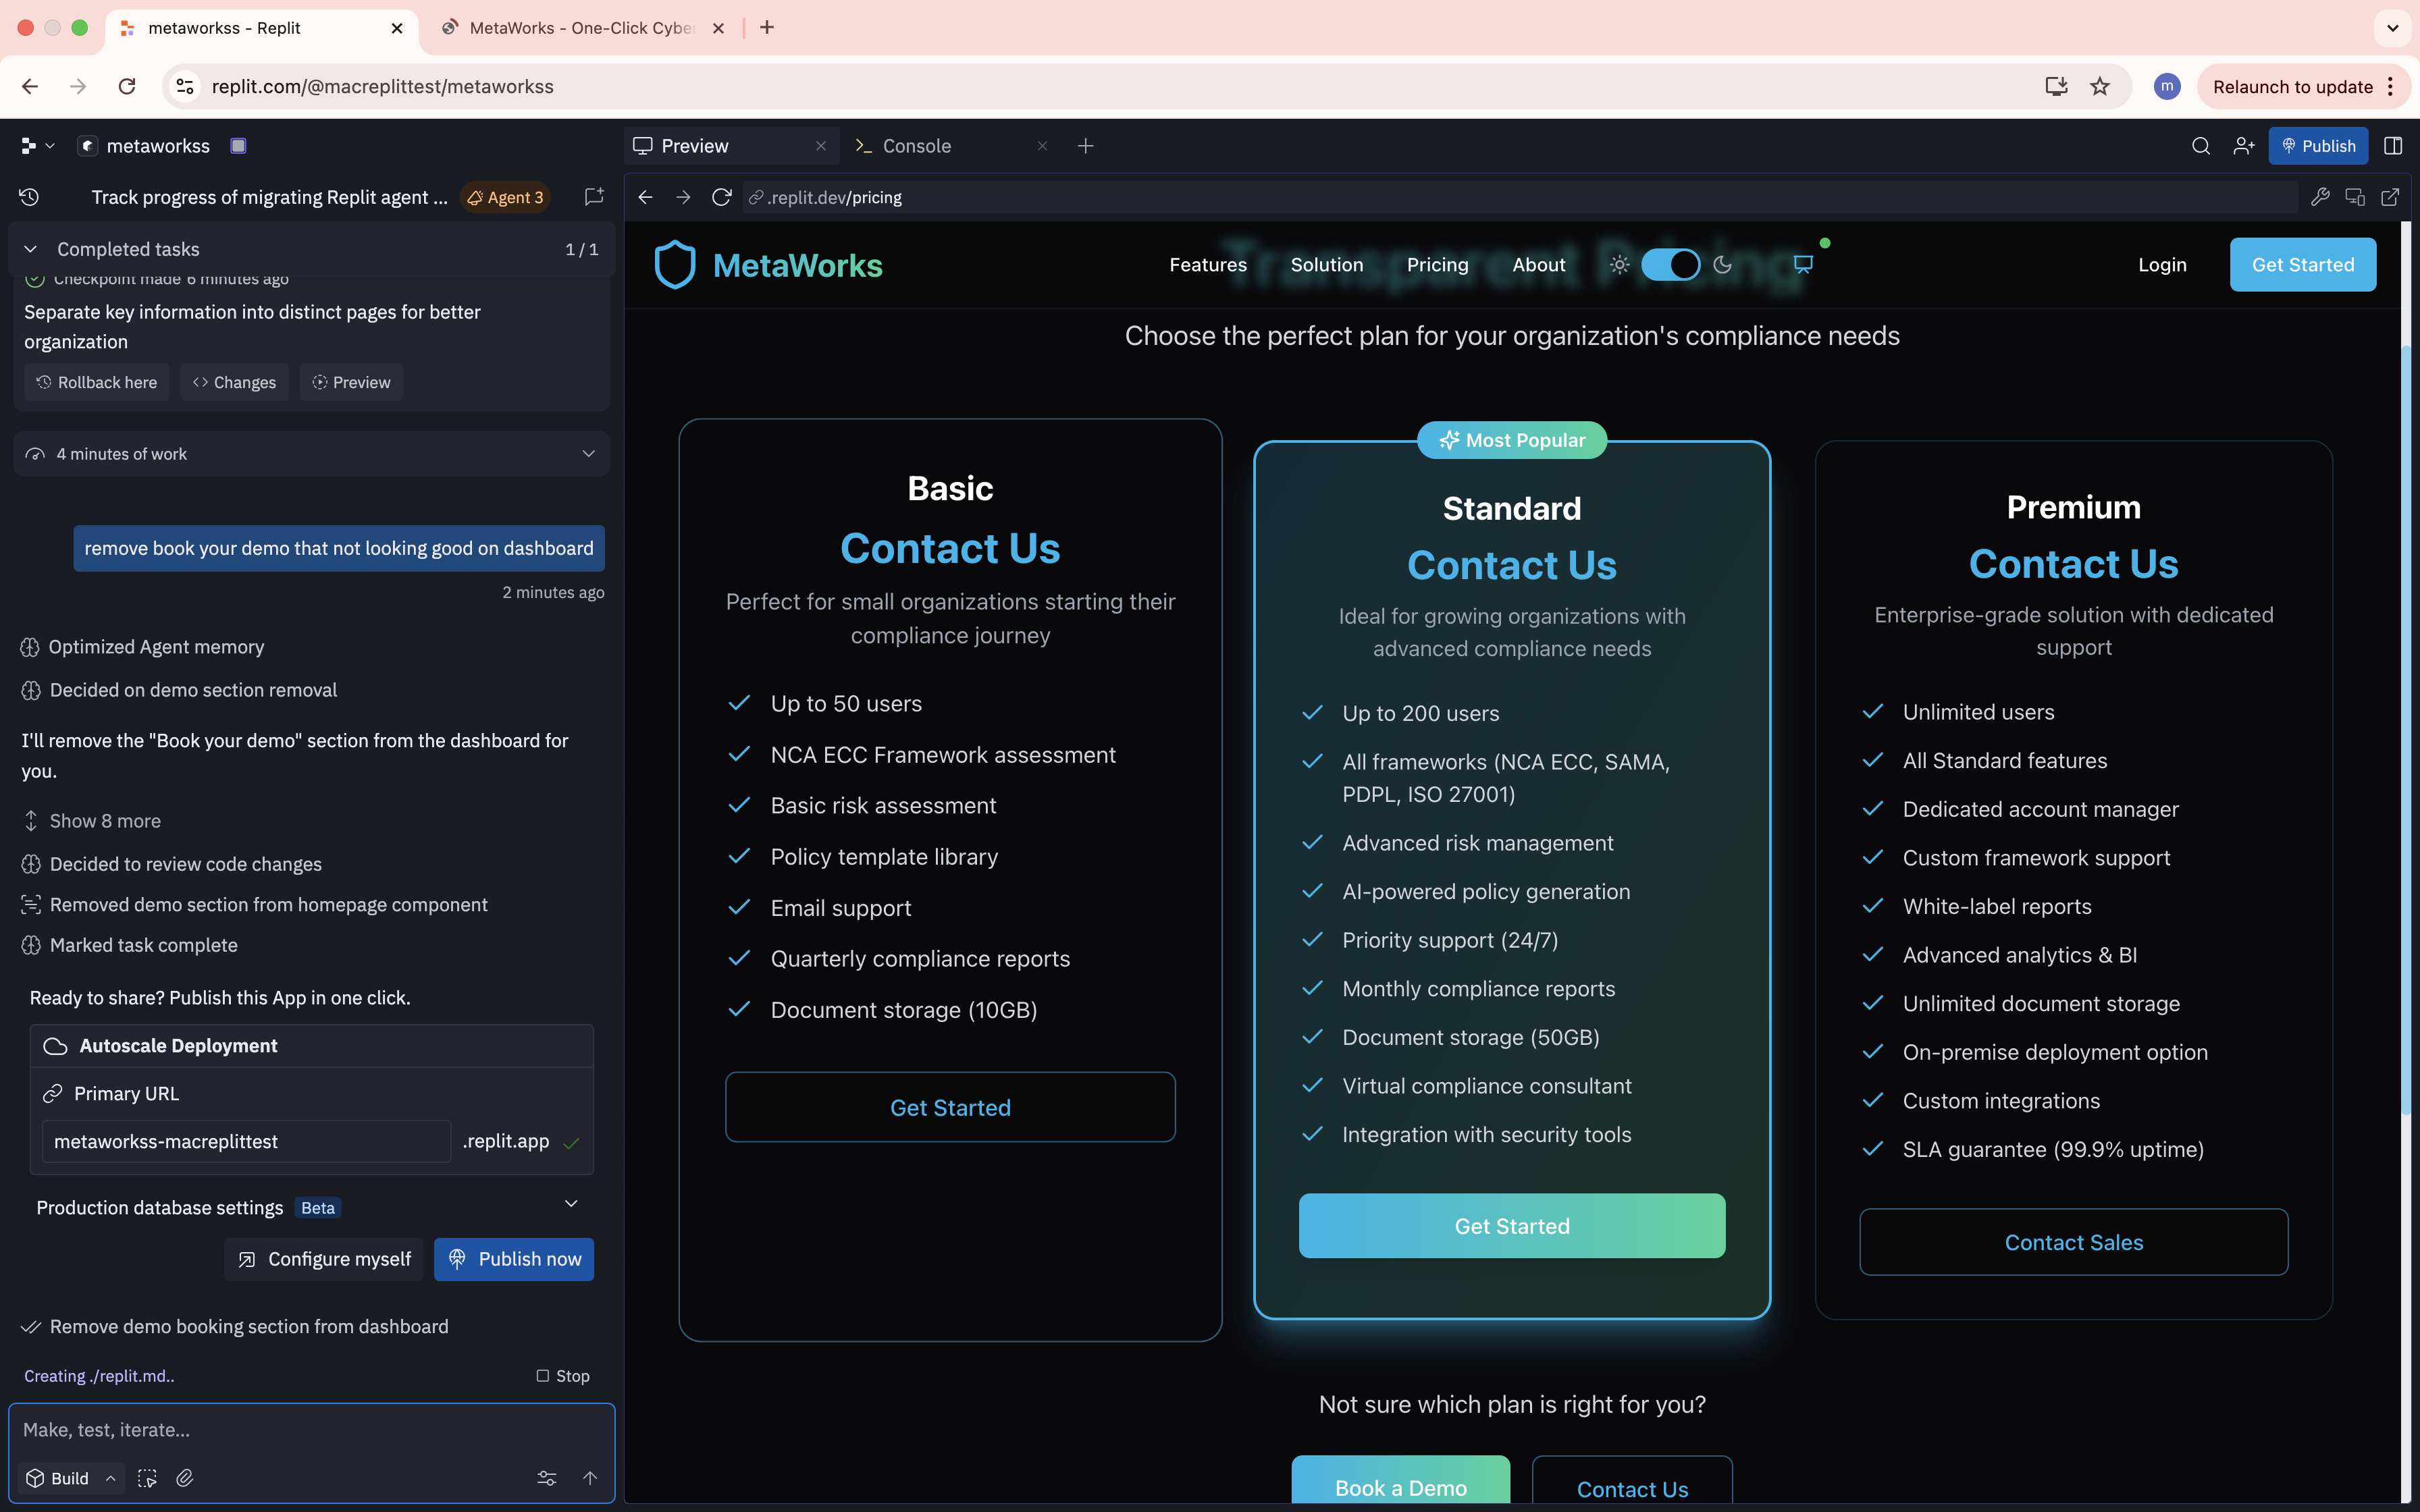 metaworkss - Replit
MetaWorks - One-Click Cybe
replit.com/@macreplittest/metaworkss
m
Relaunch to update
metaworkss
Preview
Console
Publish
Track progress of migrating Replit agent ...
Agent 3
.replit.dev/pricing
Completed tasks
1 / 1
Checkpoint made 6 minutes ago
Separate key information into distinct pages for better
organization
Rollback here
Changes
Preview
4 minutes of work
remove book your demo that not looking good on dashboard
2 minutes ago
Optimized Agent memory
Decided on demo section removal
I'll remove the "Book your demo" section from the dashboard for
you.
Show 8 more
Decided to review code changes
Removed demo section from homepage component
Marked task complete
Ready to share? Publish this App in one click.
Autoscale Deployment
Primary URL
metaworkss-macreplittest
.replit.app
Production database settings
Beta
Configure myself
Publish now
Remove demo booking section from dashboard
Creating ./replit.md..
Stop
Make, test, iterate...
Build
MetaWorks
Features
Solution
Pricing
About
Login
Get Started
Transparent Pricing
Choose the perfect plan for your organization's compliance needs
Basic
Contact Us
Perfect for small organizations starting their
compliance journey
Up to 50 users
NCA ECC Framework assessment
Basic risk assessment
Policy template library
Email support
Quarterly compliance reports
Document storage (10GB)
Get Started
Most Popular
Standard
Contact Us
Ideal for growing organizations with
advanced compliance needs
Up to 200 users
All frameworks (NCA ECC, SAMA,
PDPL, ISO 27001)
Advanced risk management
AI-powered policy generation
Priority support (24/7)
Monthly compliance reports
Document storage (50GB)
Virtual compliance consultant
Integration with security tools
Get Started
Premium
Contact Us
Enterprise-grade solution with dedicated
support
Unlimited users
All Standard features
Dedicated account manager
Custom framework support
White-label reports
Advanced analytics & BI
Unlimited document storage
On-premise deployment option
Custom integrations
SLA guarantee (99.9% uptime)
Contact Sales
Not sure which plan is right for you?
Book a Demo
Contact Us